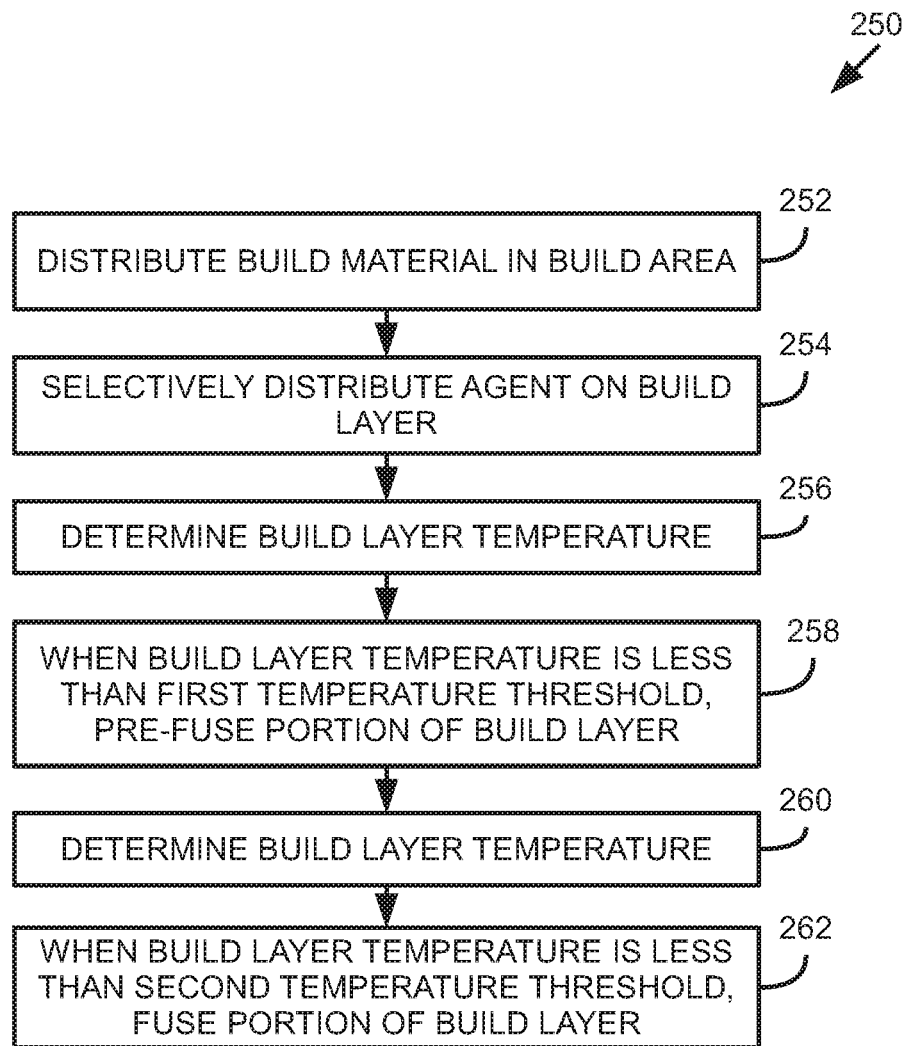 250
252
DISTRIBUTE BUILD MATERIAL IN BUILD AREA
254
SELECTIVELY DISTRIBUTE AGENT ON BUILD
LAYER
256
DETERMINE BUILD LAYER TEMPERATURE
258
WHEN BUILD LAYER TEMPERATURE IS LESS
THAN FIRST TEMPERATURE THRESHOLD,
PRE-FUSE PORTION OF BUILD LAYER
260
DETERMINE BUILD LAYER TEMPERATURE
262
WHEN BUILD LAYER TEMPERATURE IS LESS
THAN SECOND TEMPERATURE THRESHOLD,
FUSE PORTION OF BUILD LAYER